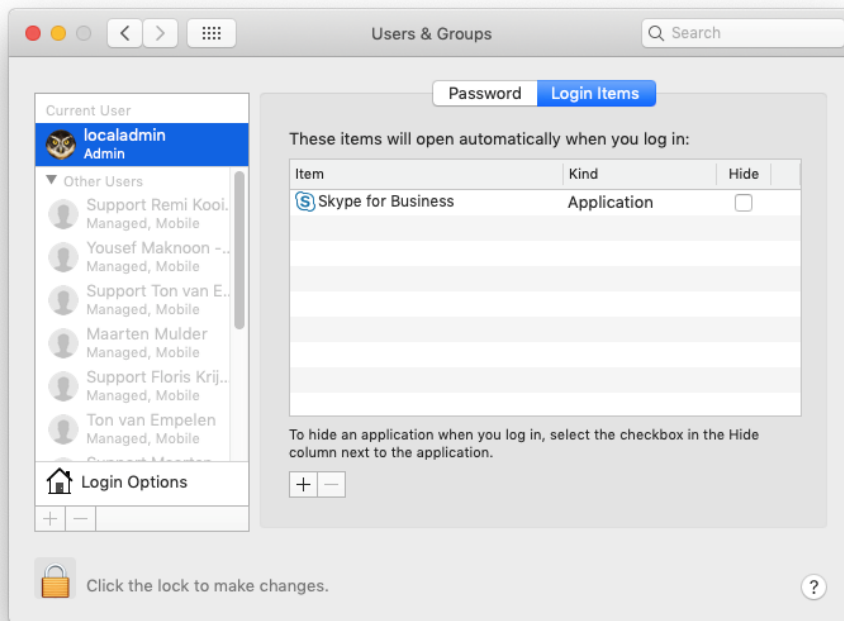 Users & Groups
Search
Password
Login Items
Current User
localadmin
Admin
Other Users
Support Remi Kooi.
Managed, Mobile
Yousef Maknoon -..
Managed, Mobile
Support Ton van E..
Managed, Mobile
Maarten Mulder
Managed, Mobile
Support Floris Krij..
Managed, Mobile
Ton van Empelen
Managed, Mobile
Login Options
These items will open automatically when you log in:
Item Kind Hide
Skype for Business Application
To hide an application when you log in, select the checkbox in the Hide
column next to the application.
Click the lock to make changes.
?